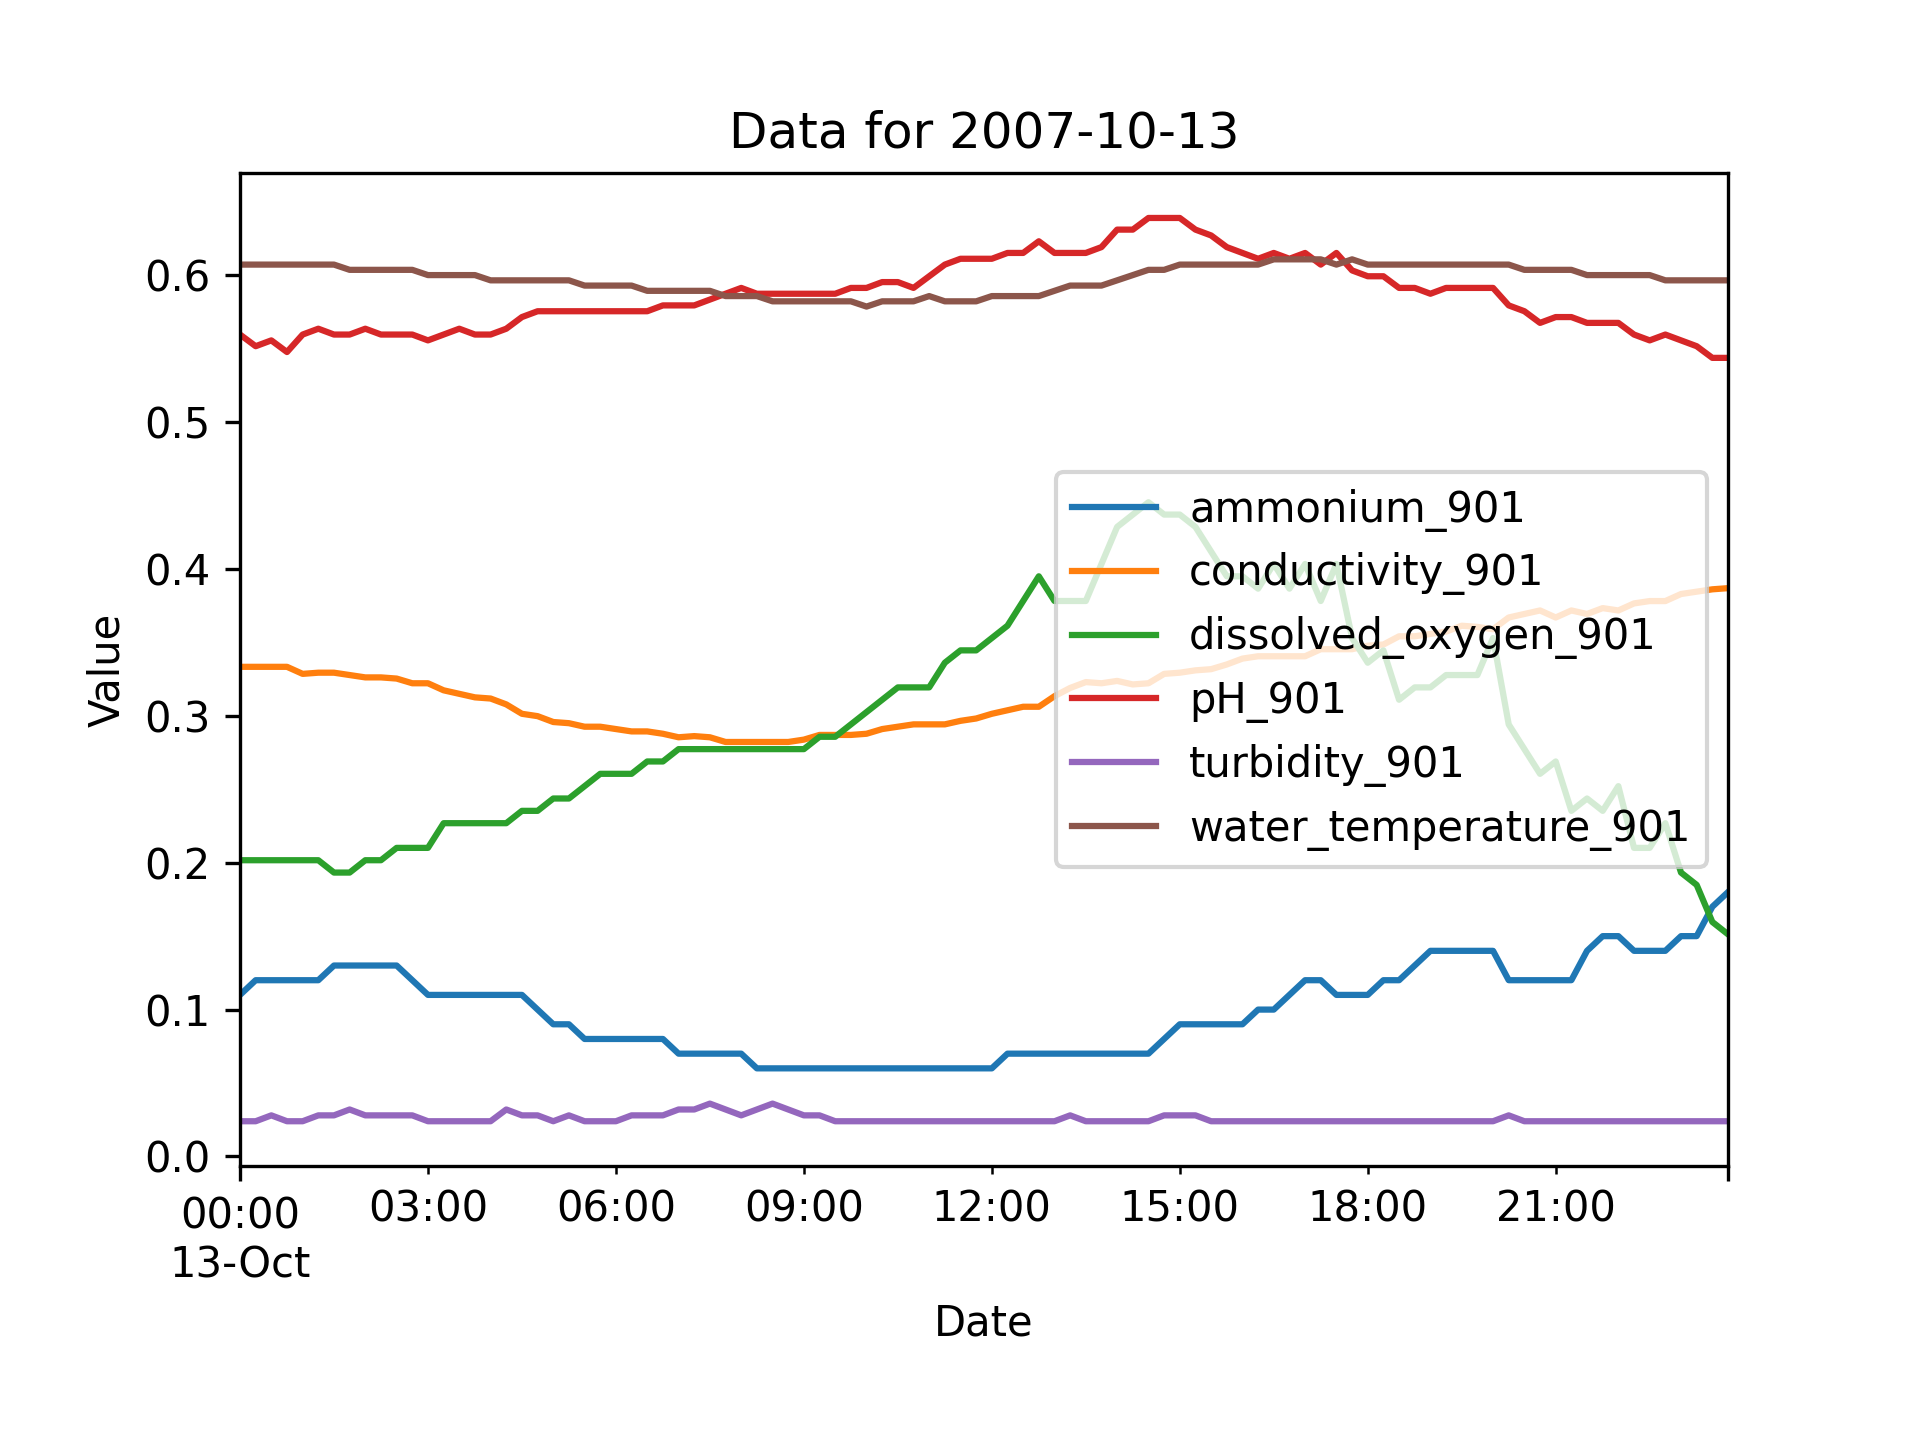 Data for 2007-10-13
Value
0.6
0.5
0.4
0.3
0.2
0.1
0.0
ammonium_901
conductivity_901
dissolved_oxygen_901
pH_901
turbidity_901
water_temperature_901
00:00 03:00 06:00 09:00 12:00 15:00 18:00 21:00
13-Oct
Date